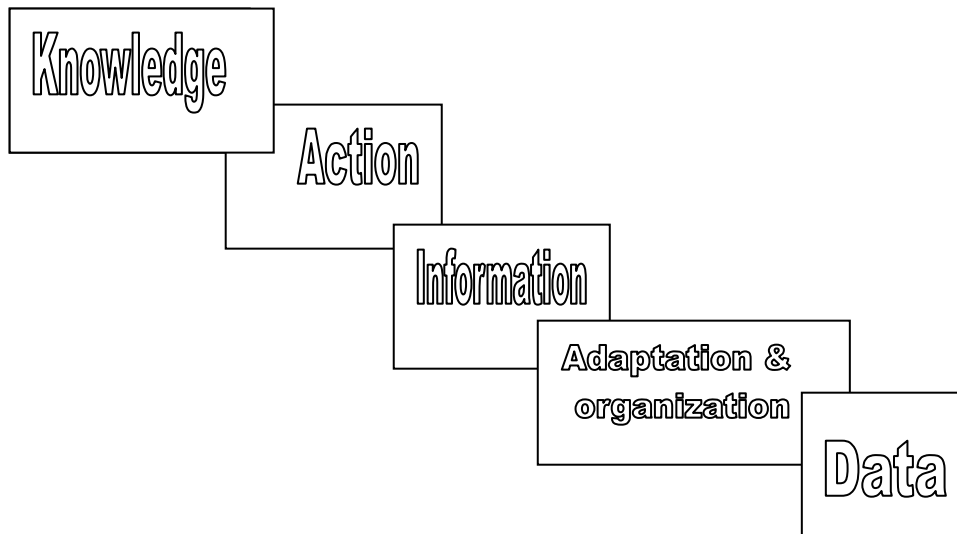 Knowledge
Action
Information
Adaptation &
organization
Data